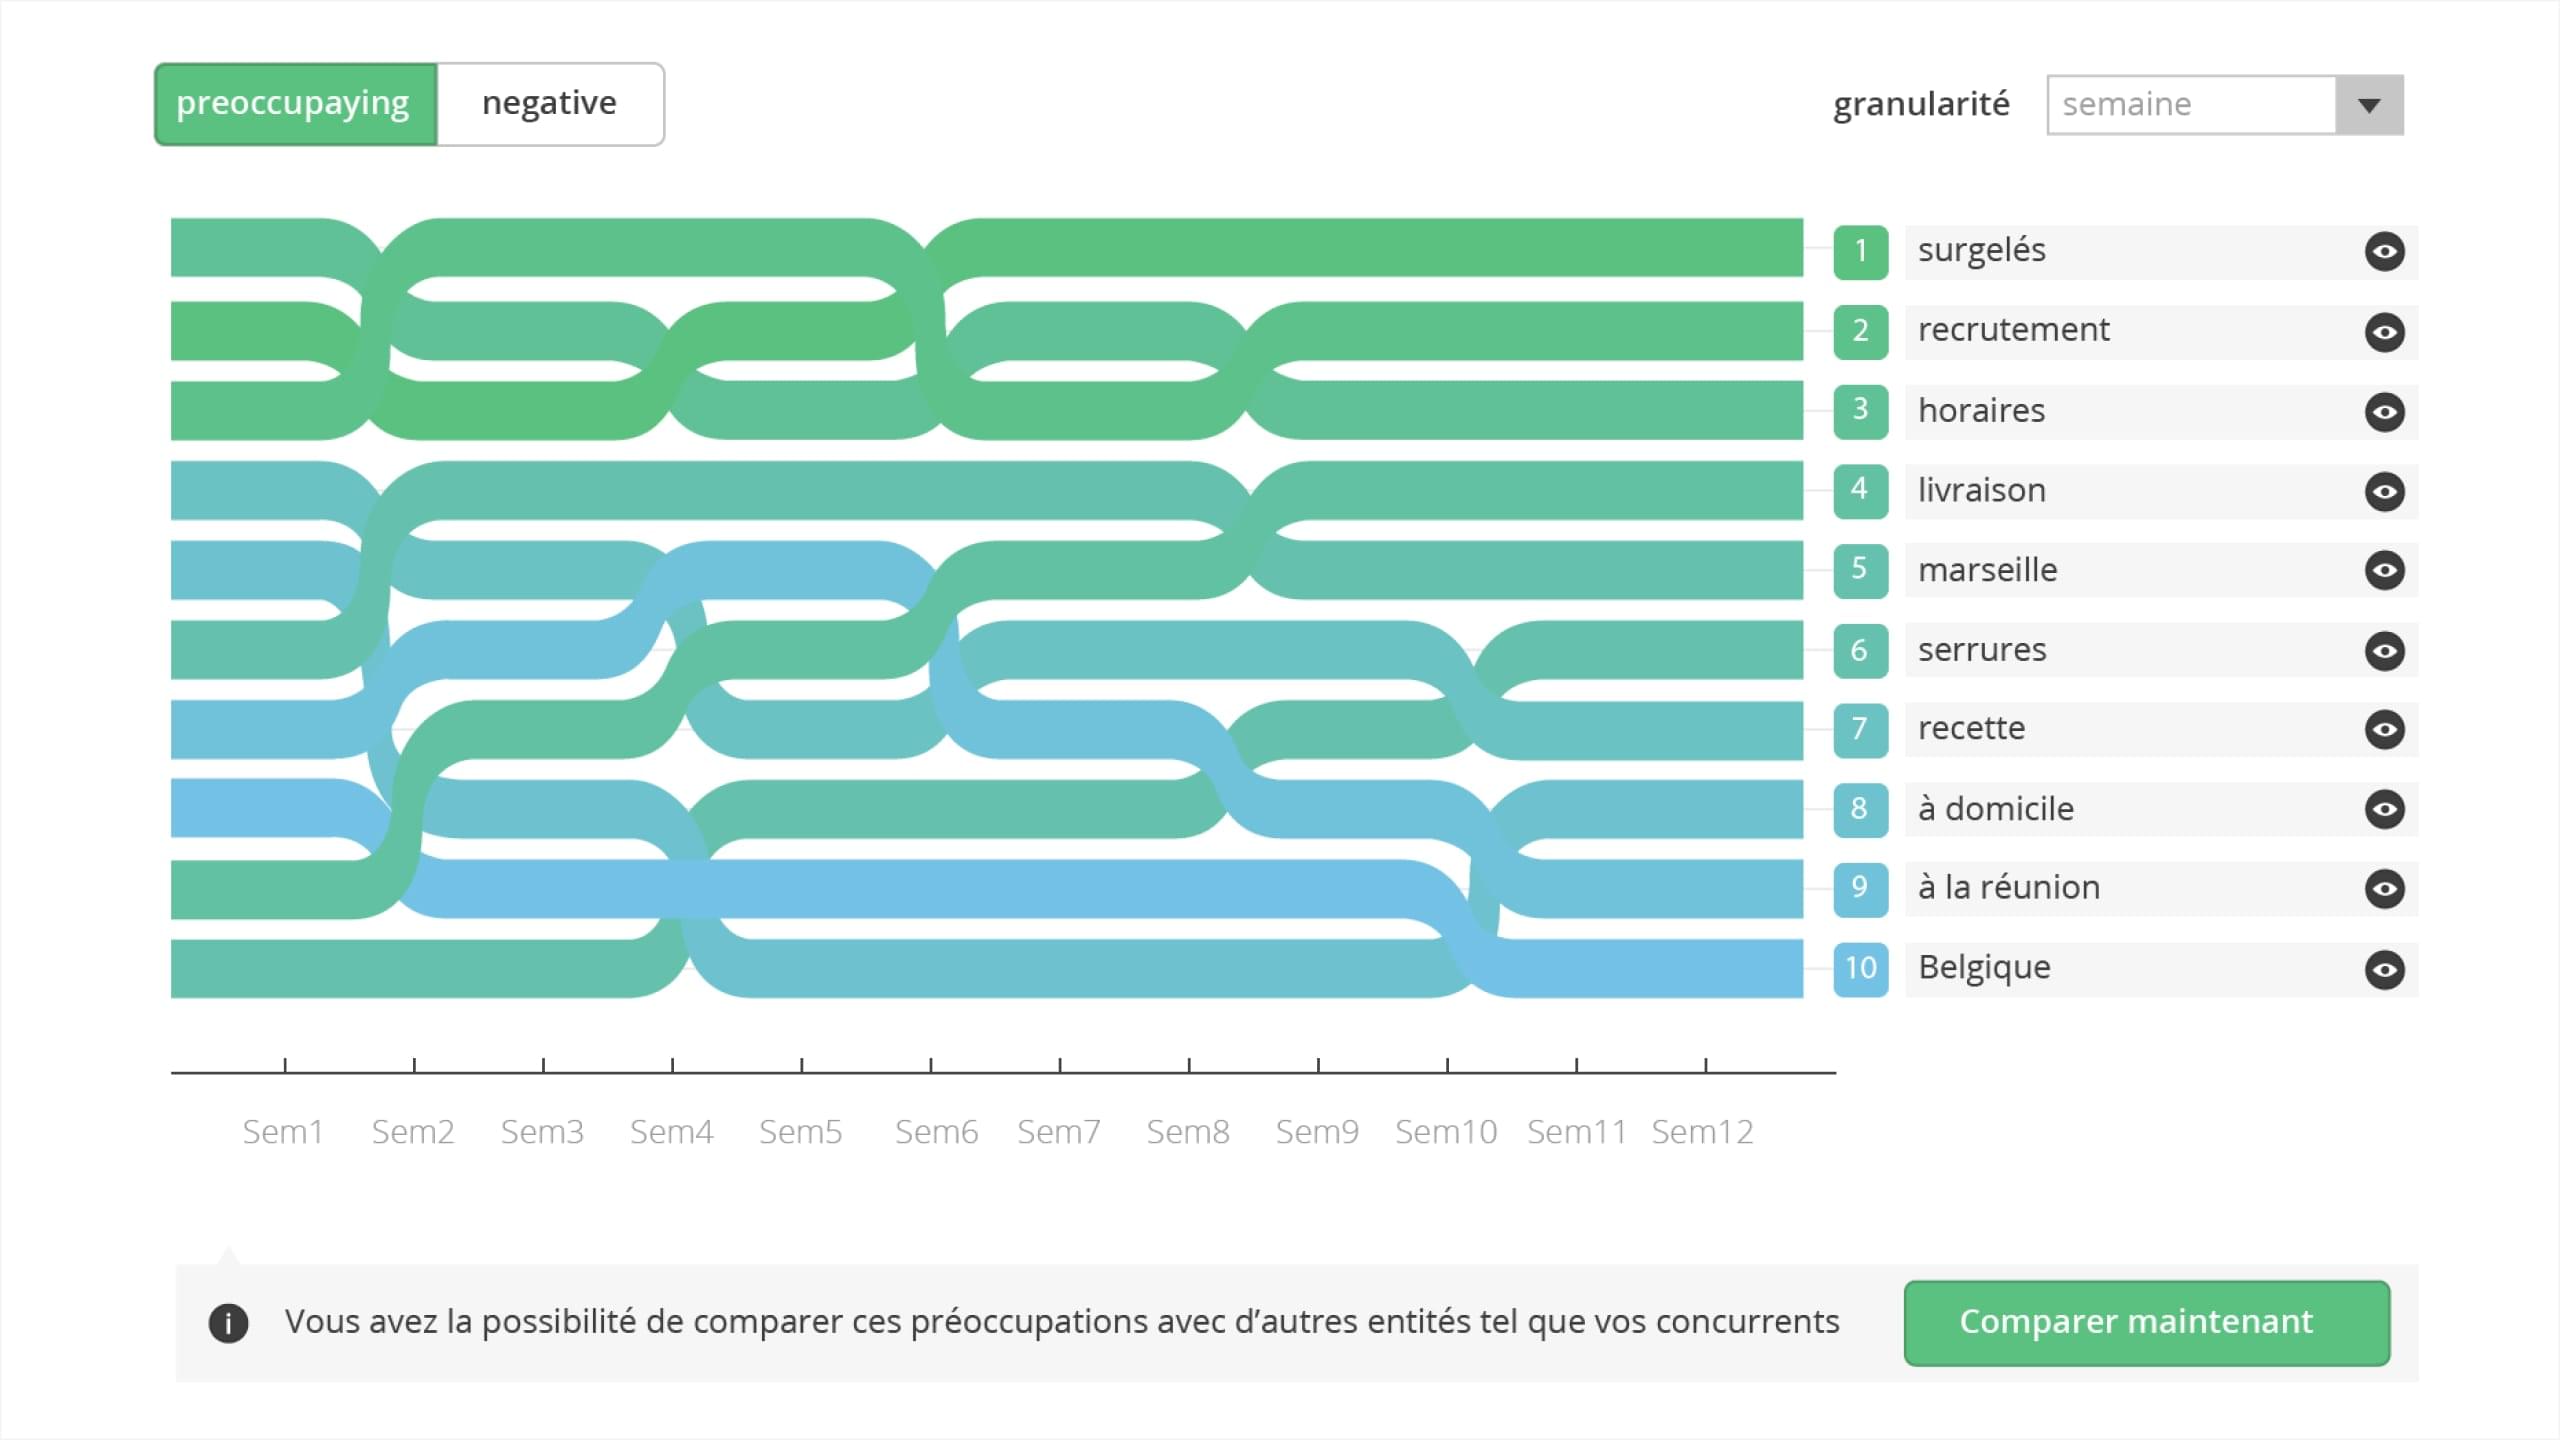 preoccupaying negative granularité semaine
1 surgelés
2 recrutement
3 horaires
4 livraison
5 marseille
6 serrures
7 recette
8 à domicile
9 à la réunion
10 Belgique
Sem1 Sem2 Sem3 Sem4 Sem5 Sem6 Sem7 Sem8 Sem9 Sem10 Sem11 Sem12
i Vous avez la possibilité de comparer ces préoccupations avec d’autres entités tel que vos concurrents Comparer maintenant